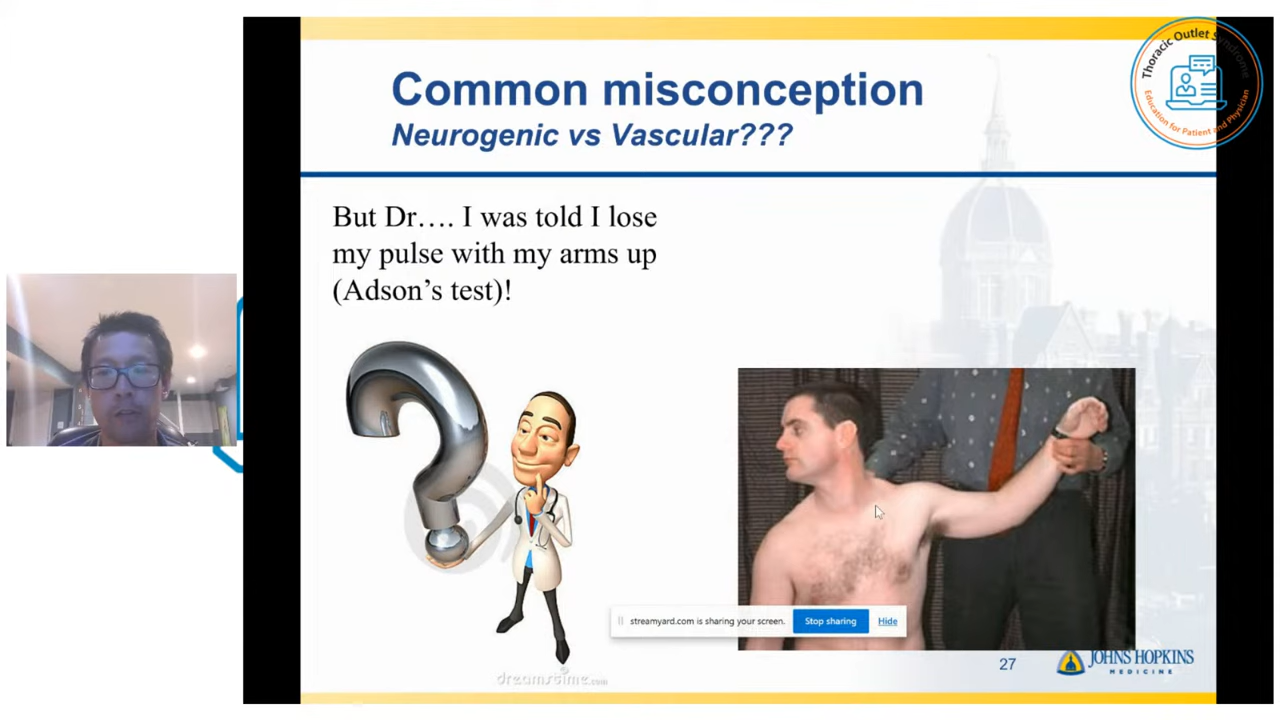 Common misconception
Neurogenic vs Vascular???
But Dr…. I was told I lose
my pulse with my arms up
(Adson’s test)!
Thoracic Outlet Syndrome
Education for Patient and Physician
streamyard.com is sharing your screen.
Stop sharing
Hide
dreamstime.com
27
JOHNS HOPKINS
MEDICINE